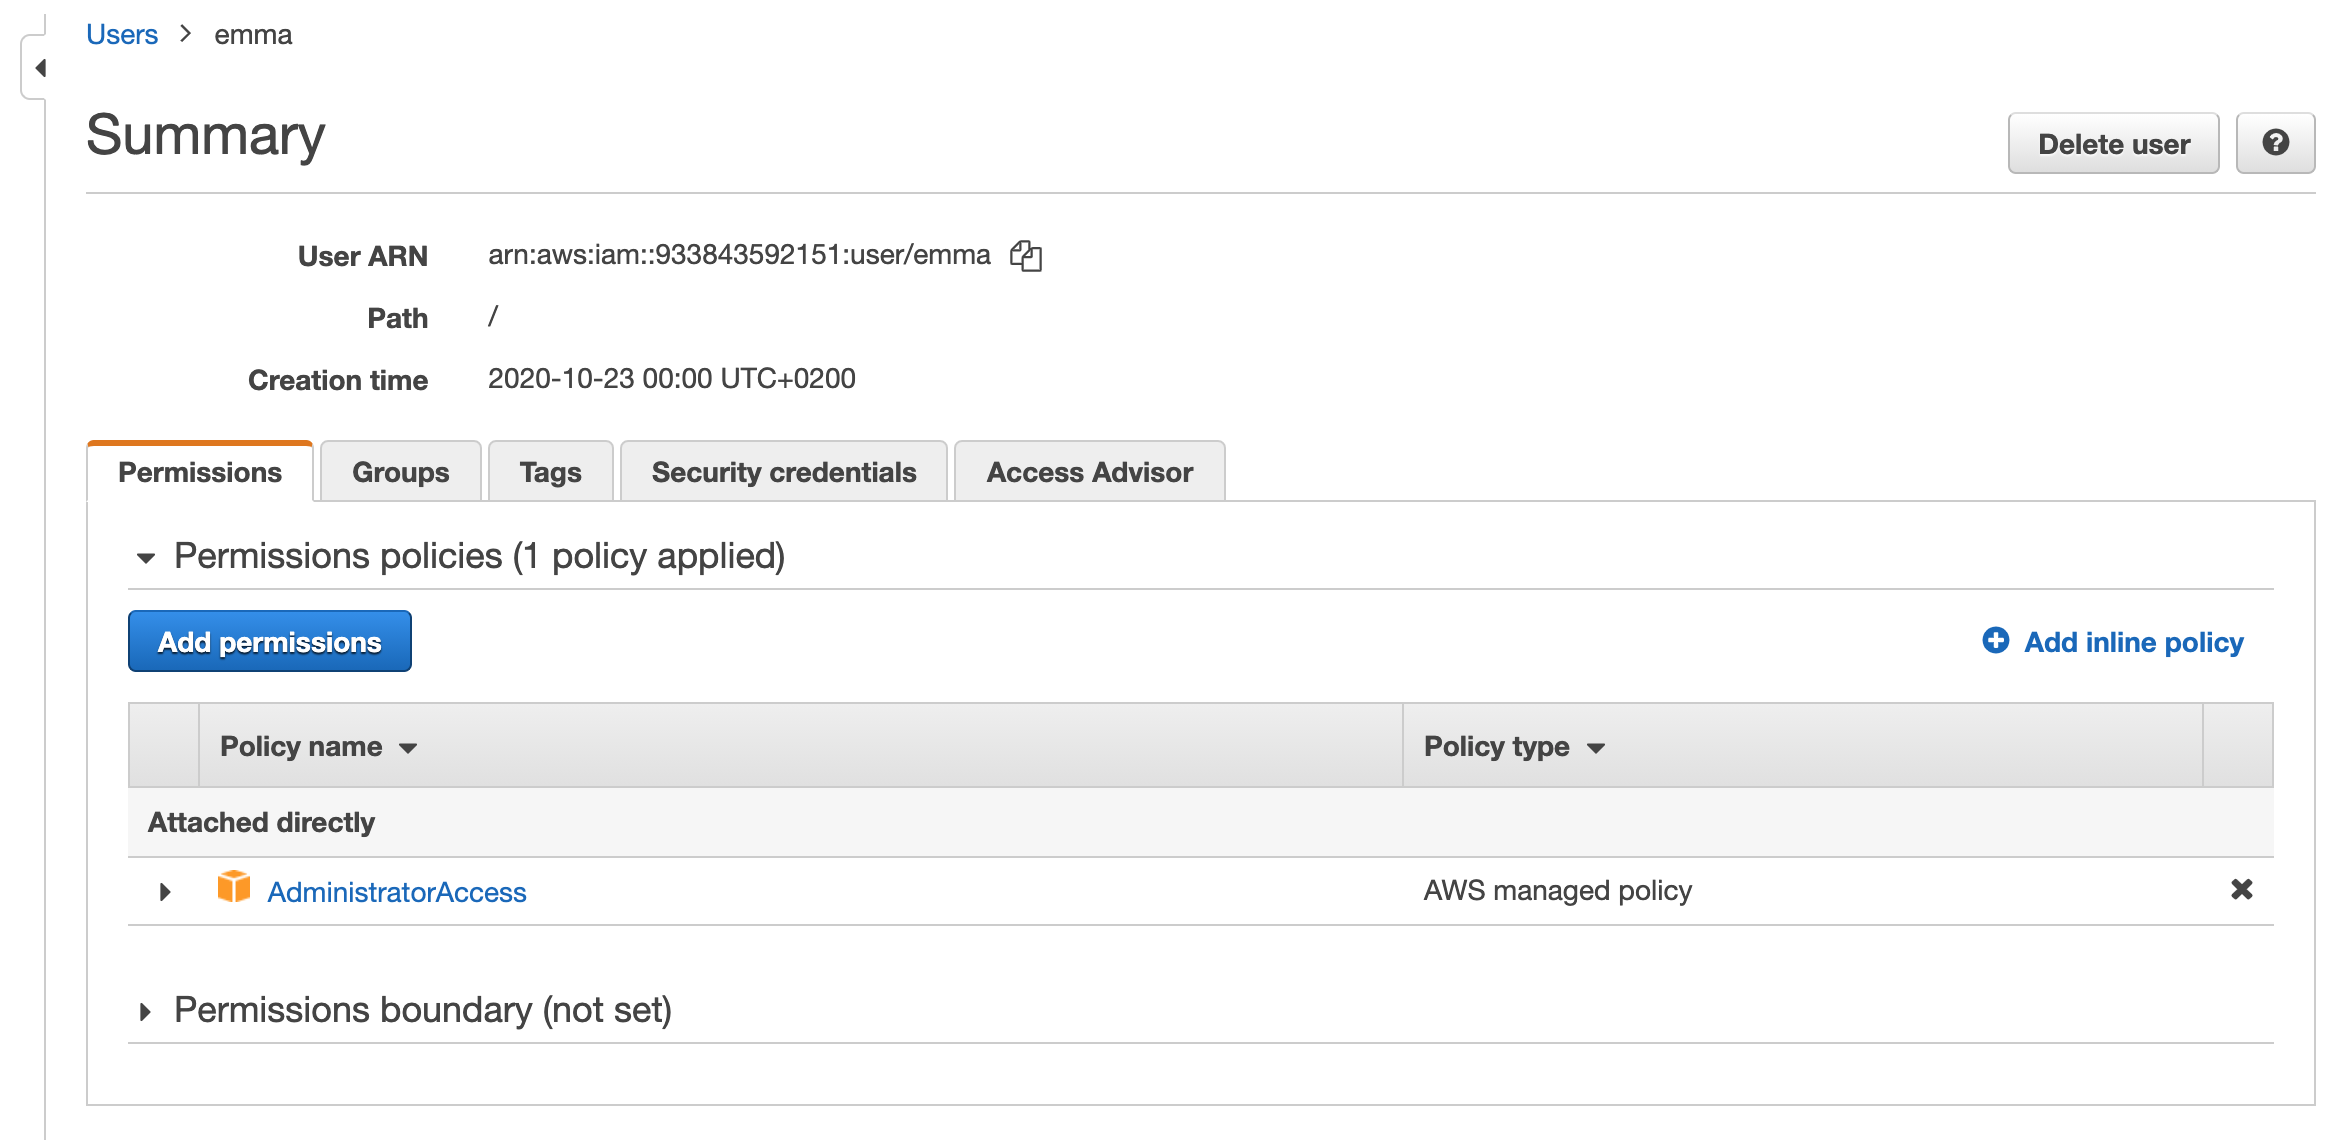 Users > emma
Summary
Delete user
?
User ARN arn:aws:iam::933843592151:user/emma
Path /
Creation time 2020-10-23 00:00 UTC+0200
Permissions Groups Tags Security credentials Access Advisor
Permissions policies (1 policy applied)
Add permissions
Add inline policy
Policy name Policy type
Attached directly
AdministratorAccess AWS managed policy
Permissions boundary (not set)